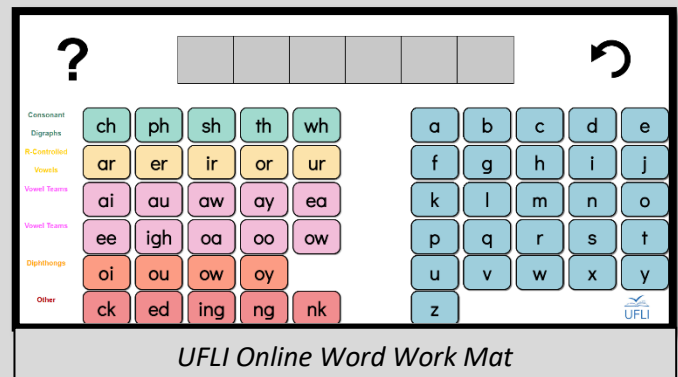 ?
Consonant Digraphs
ch ph sh th wh
R-Controlled Vowels
ar er ir or ur
Vowel Teams
ai au aw ay ea
Vowel Teams
ee igh oa oo ow
Diphthongs
oi ou ow oy
Other
ck ed ing ng nk
a b c d e
f g h i j
k l m n o
p q r s t
u v w x y
z
UFLI
UFLI Online Word Work Mat